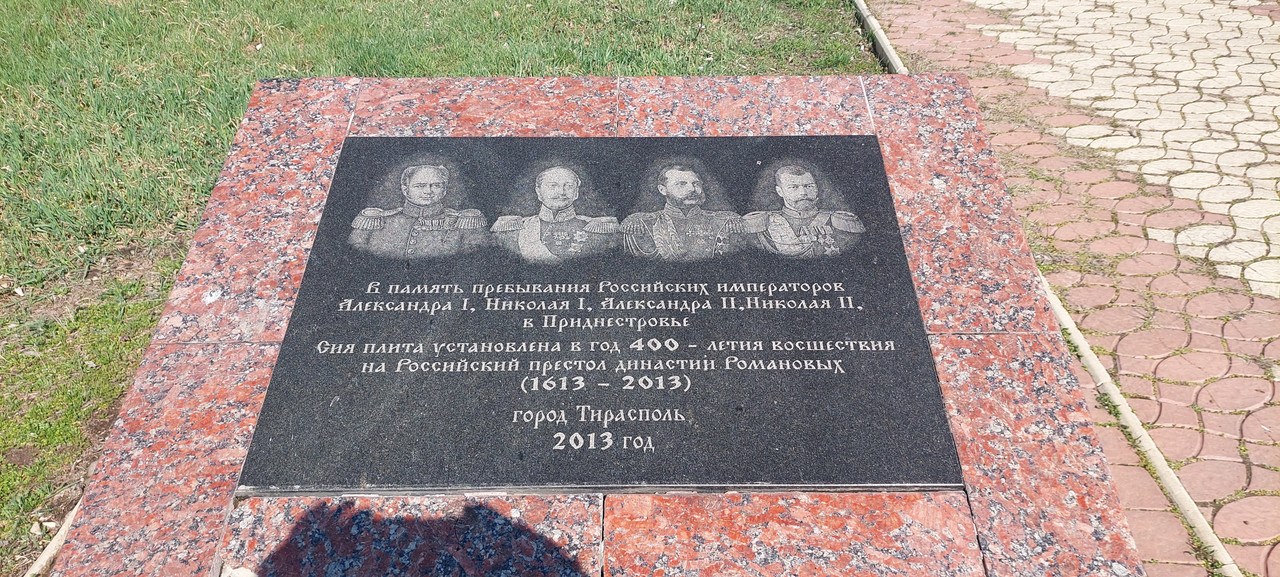 В память пребывания Российских императоров
Александра I, Николая I, Александра II, Николая II,
в Приднестровье
Сия плита установлена в год 400 – летия восшествия
на Российский престол династии Романовых
(1613 – 2013)
город Тирасполь
2013 год